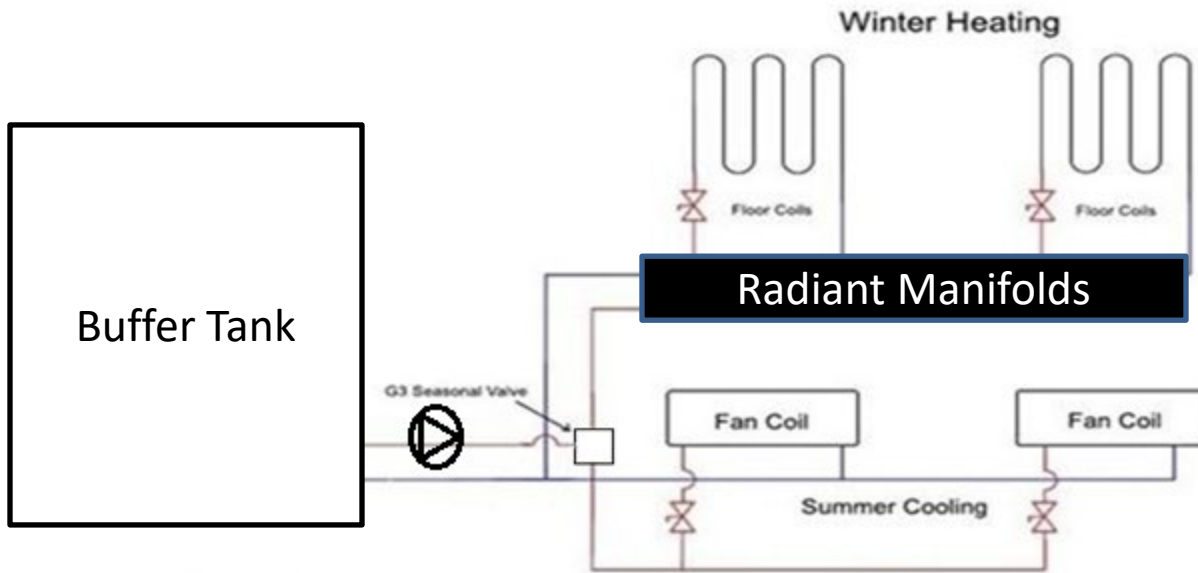 Winter Heating
Floor Coils
Floor Coils
Radiant Manifolds
Buffer Tank
G3 Seasonal Valve
Fan Coil
Fan Coil
Summer Cooling